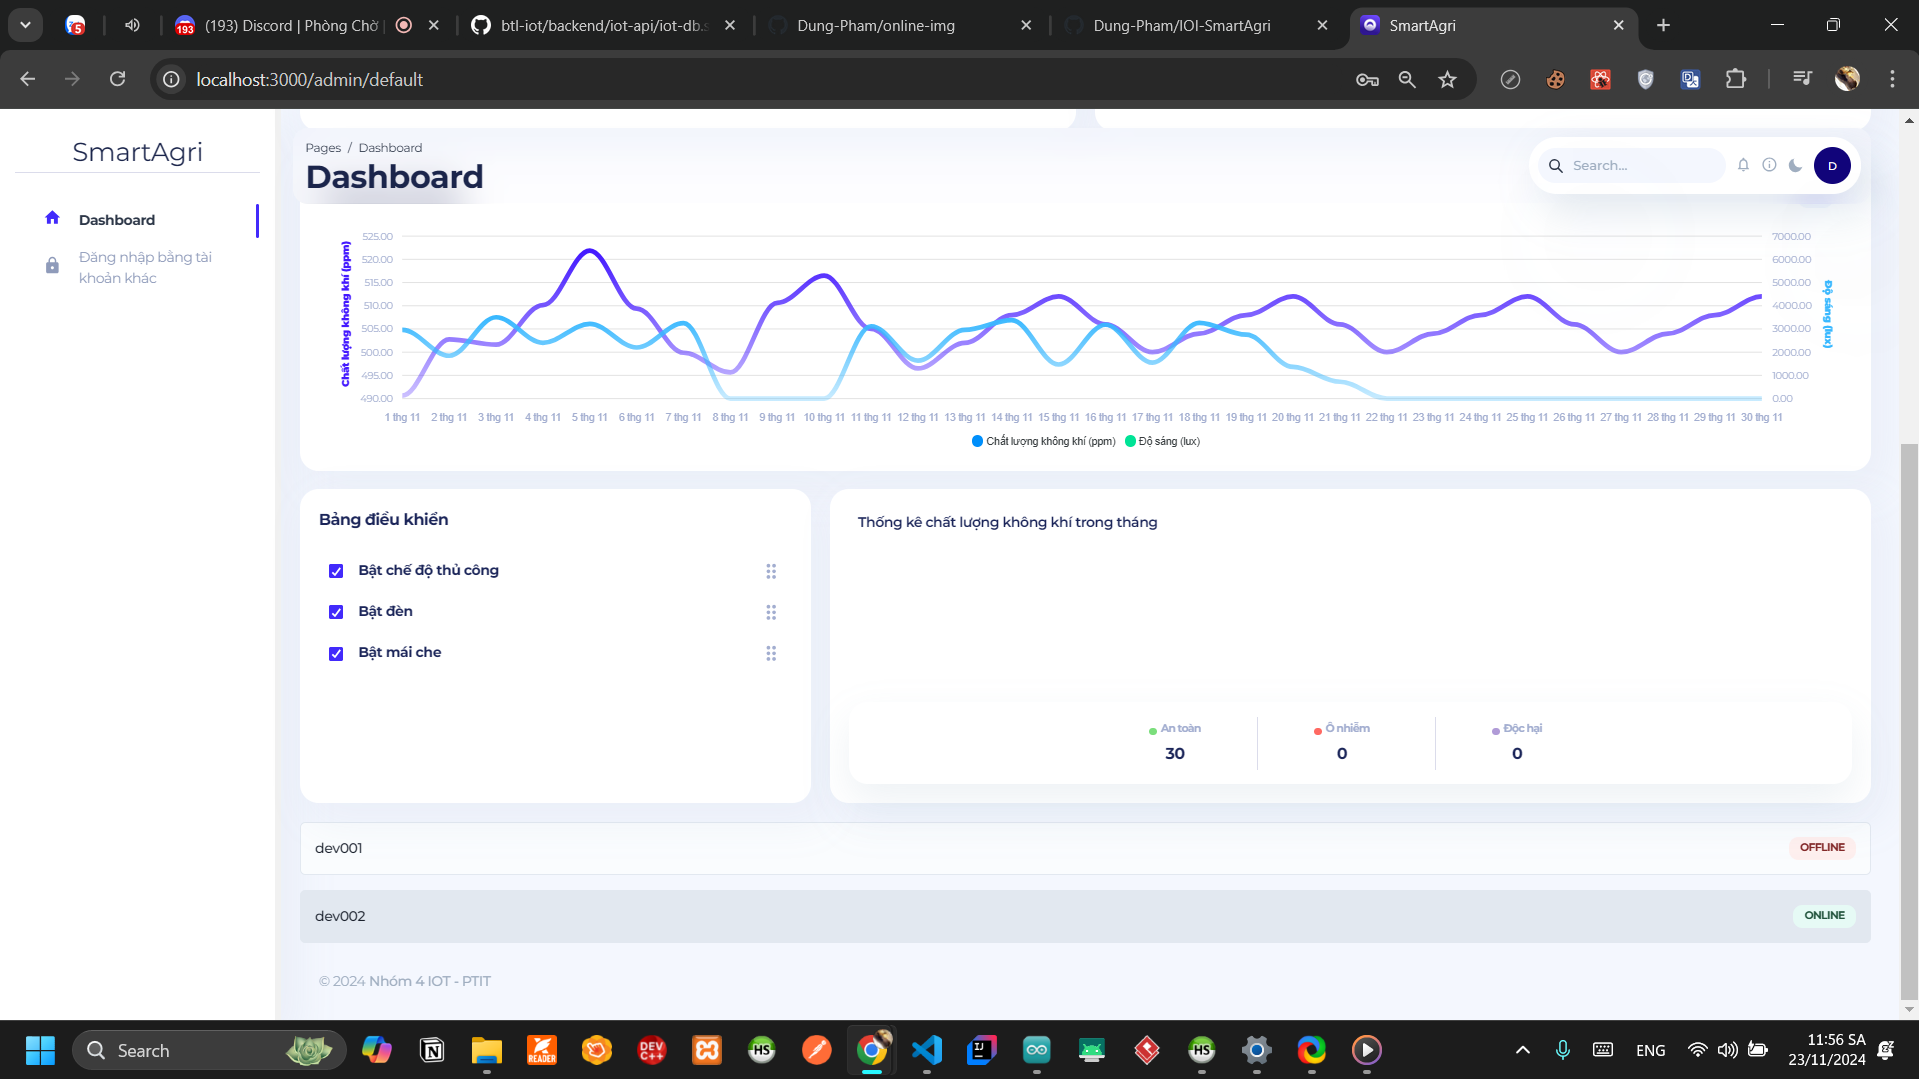 5
193
(193) Discord | Phòng Chờ
btl-iot/backend/iot-api/iot-db.s
Dung-Pham/online-img
Dung-Pham/IOI-SmartAgri
SmartAgri
localhost:3000/admin/default
SmartAgri
Dashboard
Đăng nhập bằng tài
khoản khác
Pages / Dashboard
Dashboard
Search...
D
Chất lượng không khí (ppm)
525.00
520.00
515.00
510.00
505.00
500.00
495.00
490.00
7000.00
6000.00
5000.00
4000.00
3000.00
2000.00
1000.00
0.00
Độ sáng (lux)
1 thg 11 2 thg 11 3 thg 11 4 thg 11 5 thg 11 6 thg 11 7 thg 11 8 thg 11 9 thg 11 10 thg 11 11 thg 11 12 thg 11 13 thg 11 14 thg 11 15 thg 11 16 thg 11 17 thg 11 18 thg 11 19 thg 11 20 thg 11 21 thg 11 22 thg 11 23 thg 11 24 thg 11 25 thg 11 26 thg 11 27 thg 11 28 thg 11 29 thg 11 30 thg 11
Chất lượng không khí (ppm) Độ sáng (lux)
Bảng điều khiển
Bật chế độ thủ công
Bật đèn
Bật mái che
Thống kê chất lượng không khí trong tháng
An toàn
30
Ô nhiễm
0
Độc hại
0
dev001
OFFLINE
dev002
ONLINE
© 2024 Nhóm 4 IOT - PTIT
Search
READER
DEV
C++
HS
IJ
HS
ENG
11:56 SA
23/11/2024